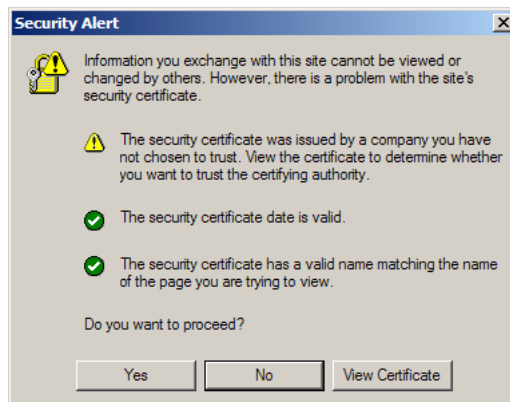 Security Alert
Information you exchange with this site cannot be viewed or
changed by others. However, there is a problem with the site's
security certificate.
The security certificate was issued by a company you have
not chosen to trust. View the certificate to determine whether
you want to trust the certifying authority.
The security certificate date is valid.
The security certificate has a valid name matching the name
of the page you are trying to view.
Do you want to proceed?
Yes
No
View Certificate